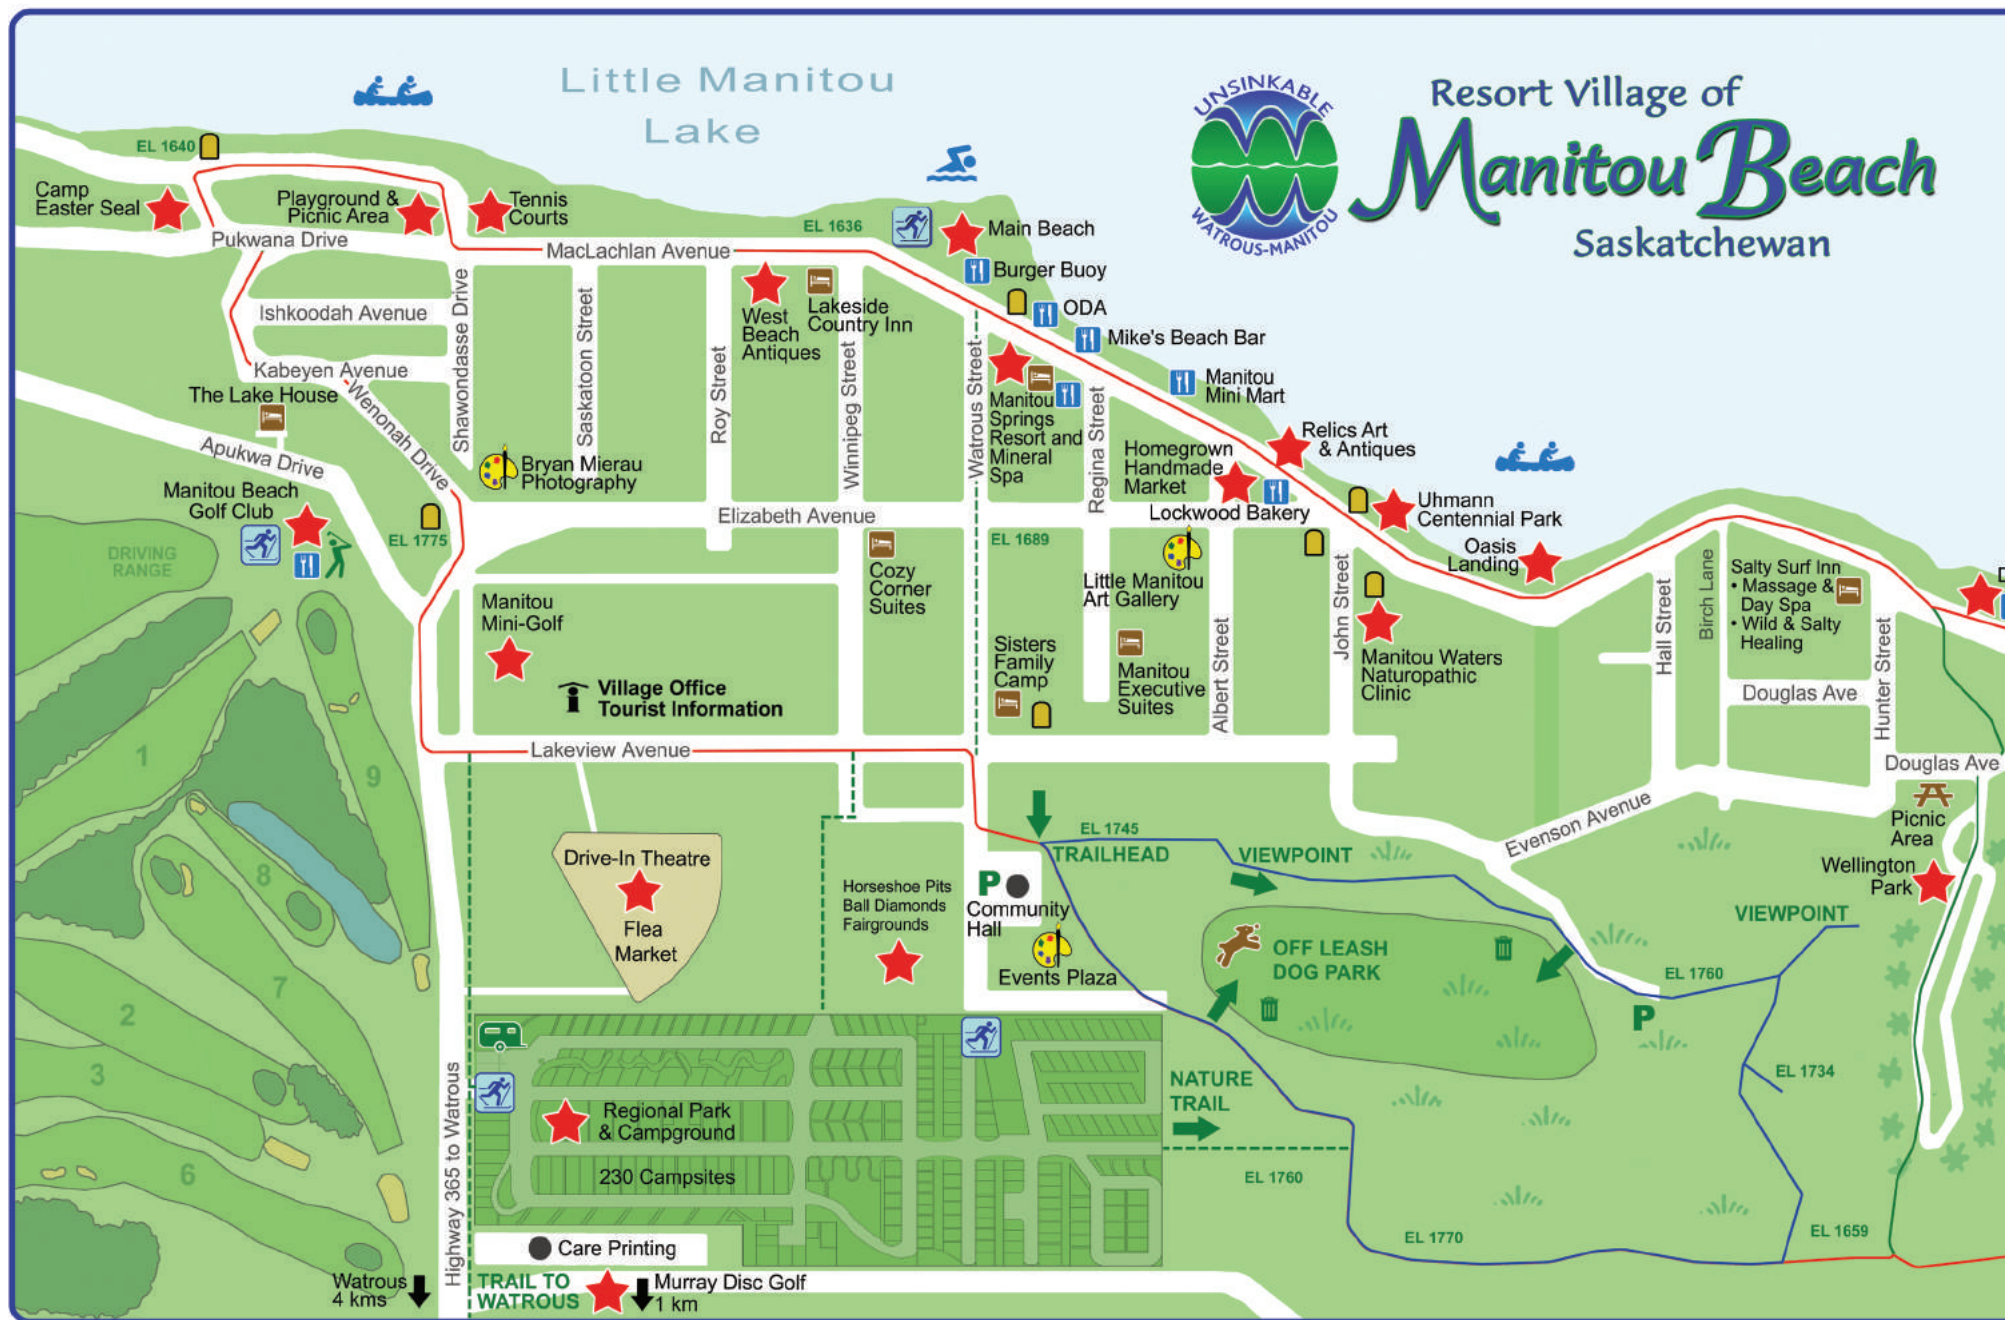 Little Manitou
Lake
UNSINKABLE
WATROUS-MANITOU
Resort Village of
Manitou Beach
Saskatchewan
EL 1640
Camp
Easter Seal
Playground &
Picnic Area
Tennis
Courts
Pukwana Drive
MacLachlan Avenue
EL 1636
Main Beach
Burger Buoy
ODA
Mike's Beach Bar
Manitou
Mini Mart
Ishkoodah Avenue
Kabeyen Avenue
Shawondasse Drive
Saskatoon Street
Roy Street
West
Beach
Antiques
Lakeside
Country Inn
Winnipeg Street
Watrous Street
Manitou
Springs
Resort and
Mineral
Spa
Regina Street
Homegrown
Handmade
Market
Relics Art
& Antiques
Lockwood Bakery
Uhmann
Centennial Park
Oasis
Landing
The Lake House
Wenonah Drive
Apukwa Drive
Bryan Mierau
Photography
Manitou Beach
Golf Club
EL 1775
DRIVING
RANGE
Elizabeth Avenue
EL 1689
Cozy
Corner
Suites
Little Manitou
Art Gallery
Manitou
Mini-Golf
Village Office
Tourist Information
Sisters
Family
Camp
Manitou
Executive
Suites
Albert Street
John Street
Manitou Waters
Naturopathic
Clinic
Hall Street
Birch Lane
Salty Surf Inn
• Massage &
Day Spa
• Wild & Salty
Healing
D
Hunter Street
Douglas Ave
Douglas Ave
Lakeview Avenue
Evenson Avenue
Picnic
Area
Wellington
Park
1
9
8
7
2
3
6
Drive-In Theatre
Flea
Market
Horseshoe Pits
Ball Diamonds
Fairgrounds
P
Community
Hall
Events Plaza
EL 1745
TRAILHEAD
VIEWPOINT
OFF LEASH
DOG PARK
VIEWPOINT
EL 1760
P
EL 1734
NATURE
TRAIL
EL 1760
EL 1770
EL 1659
Regional Park
& Campground
230 Campsites
Highway 365 to Watrous
Care Printing
Watrous
4 kms
TRAIL TO
WATROUS
Murray Disc Golf
1 km